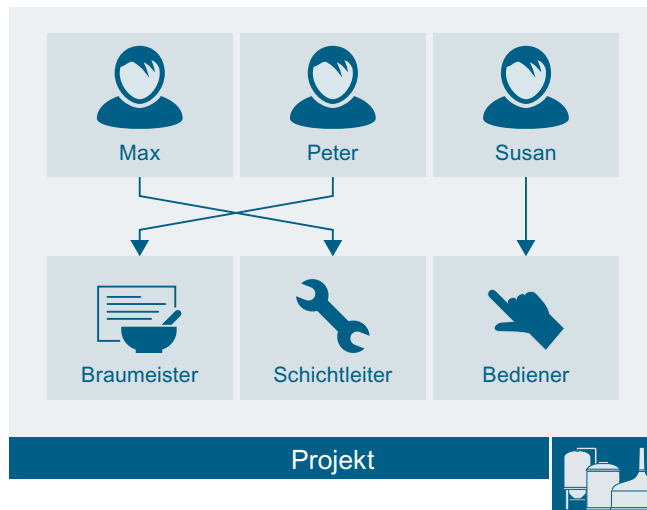 Max
Peter
Susan
Braumeister
Schichtleiter
Bediener
Projekt